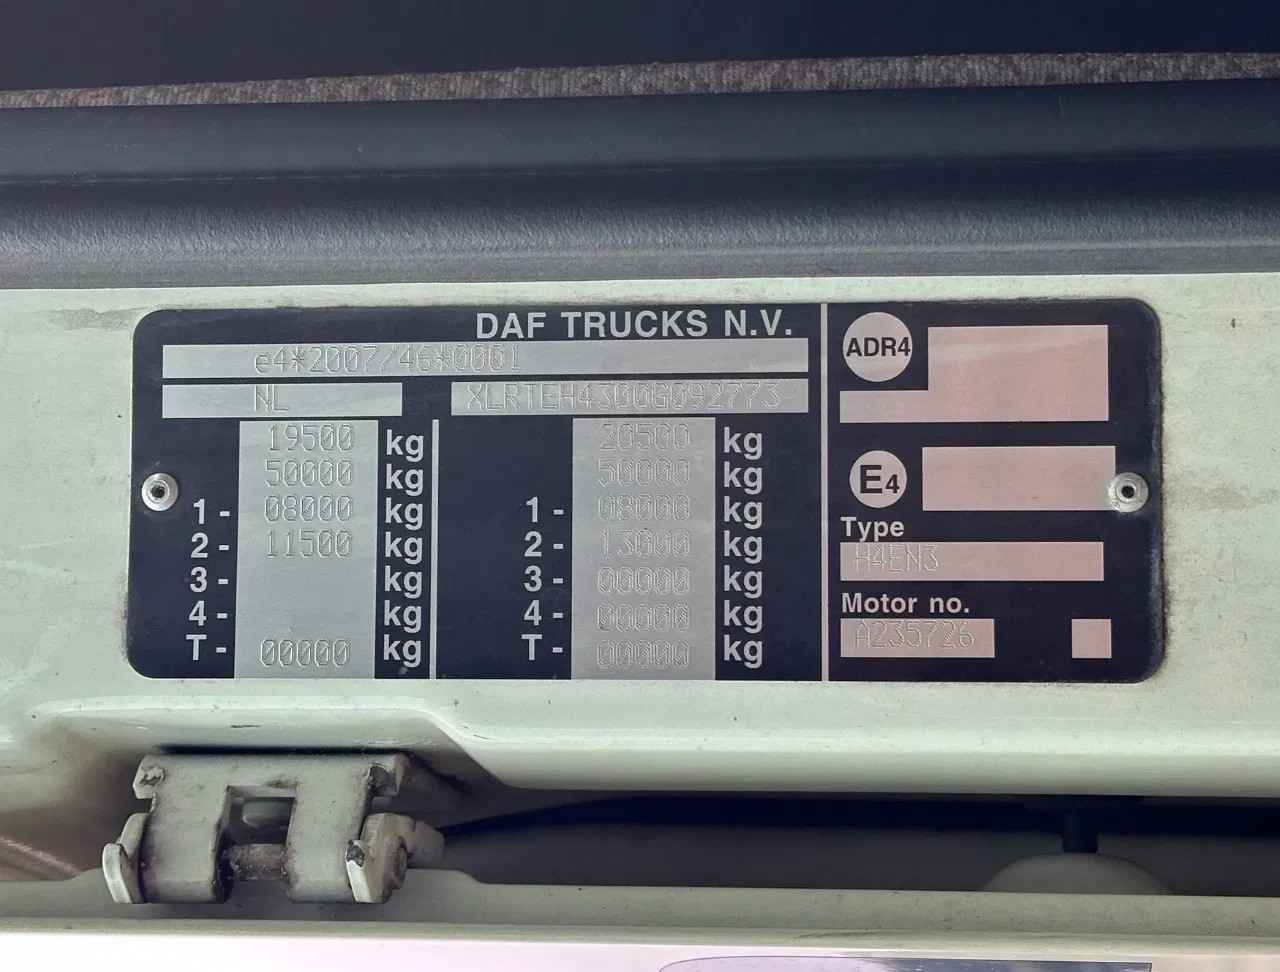 DAF TRUCKS N.V.
e4*2007/46*0001
NL XLRTEH4300G092773
19500 kg 20500 kg
50000 kg 50000 kg
1- 08000 kg 1- 08000 kg
2- 11500 kg 2- 13000 kg
3- kg 3- 00000 kg
4- kg 4- 00000 kg
T- 00000 kg T- 00000 kg
ADR4
E4
Type
H4EN3
Motor no.
A235726